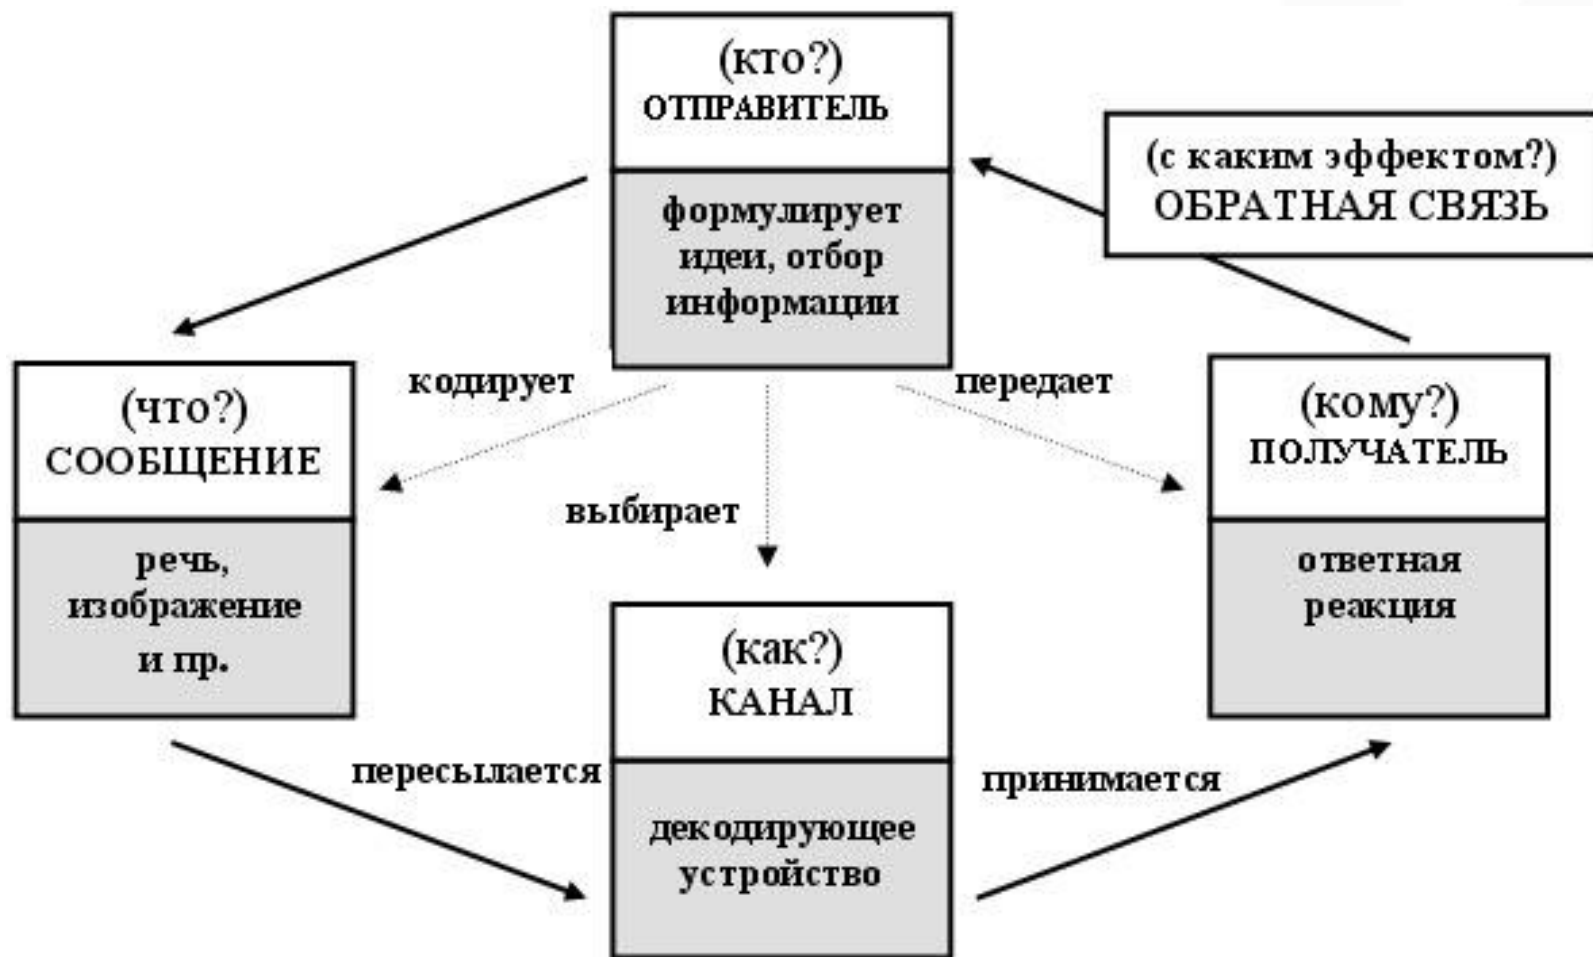 (кто?)
ОТПРАВИТЕЛЬ
формулирует
идеи, отбор
информации
(с каким эффектом?)
ОБРАТНАЯ СВЯЗЬ
кодирует
передает
выбирает
(что?)
СООБЩЕНИЕ
речь,
изображение
и пр.
(кому?)
ПОЛУЧАТЕЛЬ
ответная
реакция
(как?)
КАНАЛ
декодирующее
устройство
пересылается
принимается